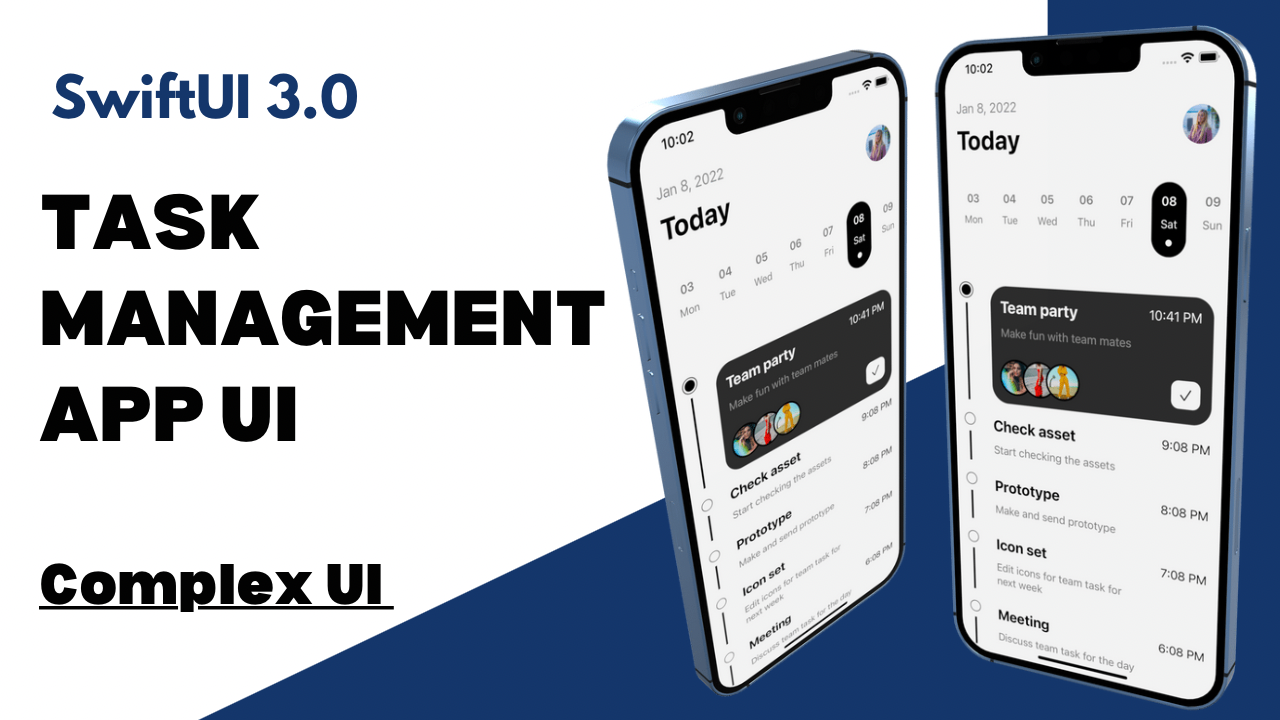 SwiftUI 3.0
TASK
MANAGEMENT
APP UI
Complex UI
10:02
Jan 8, 2022
Today
03 04 05 06 07 08 09
Mon Tue Wed Thu Fri Sat Sun
Team party 10:41 PM
Make fun with team mates
Check asset 9:08 PM
Start checking the assets
Prototype 8:08 PM
Make and send prototype
Icon set 7:08 PM
Edit icons for team task for
next week
Meeting 6:08 PM
Discuss team task for the day
10:02
Jan 8, 2022
Today
03 04 05 06 07 08 09
Mon Tue Wed Thu Fri Sat Sun
Team party 10:41 PM
Make fun with team mates
Check asset 9:08 PM
Start checking the assets
Prototype 8:08 PM
Make and send prototype
Icon set 7:08 PM
Edit icons for team task for
next week
Meeting 6:08 PM
Discuss team task for the day